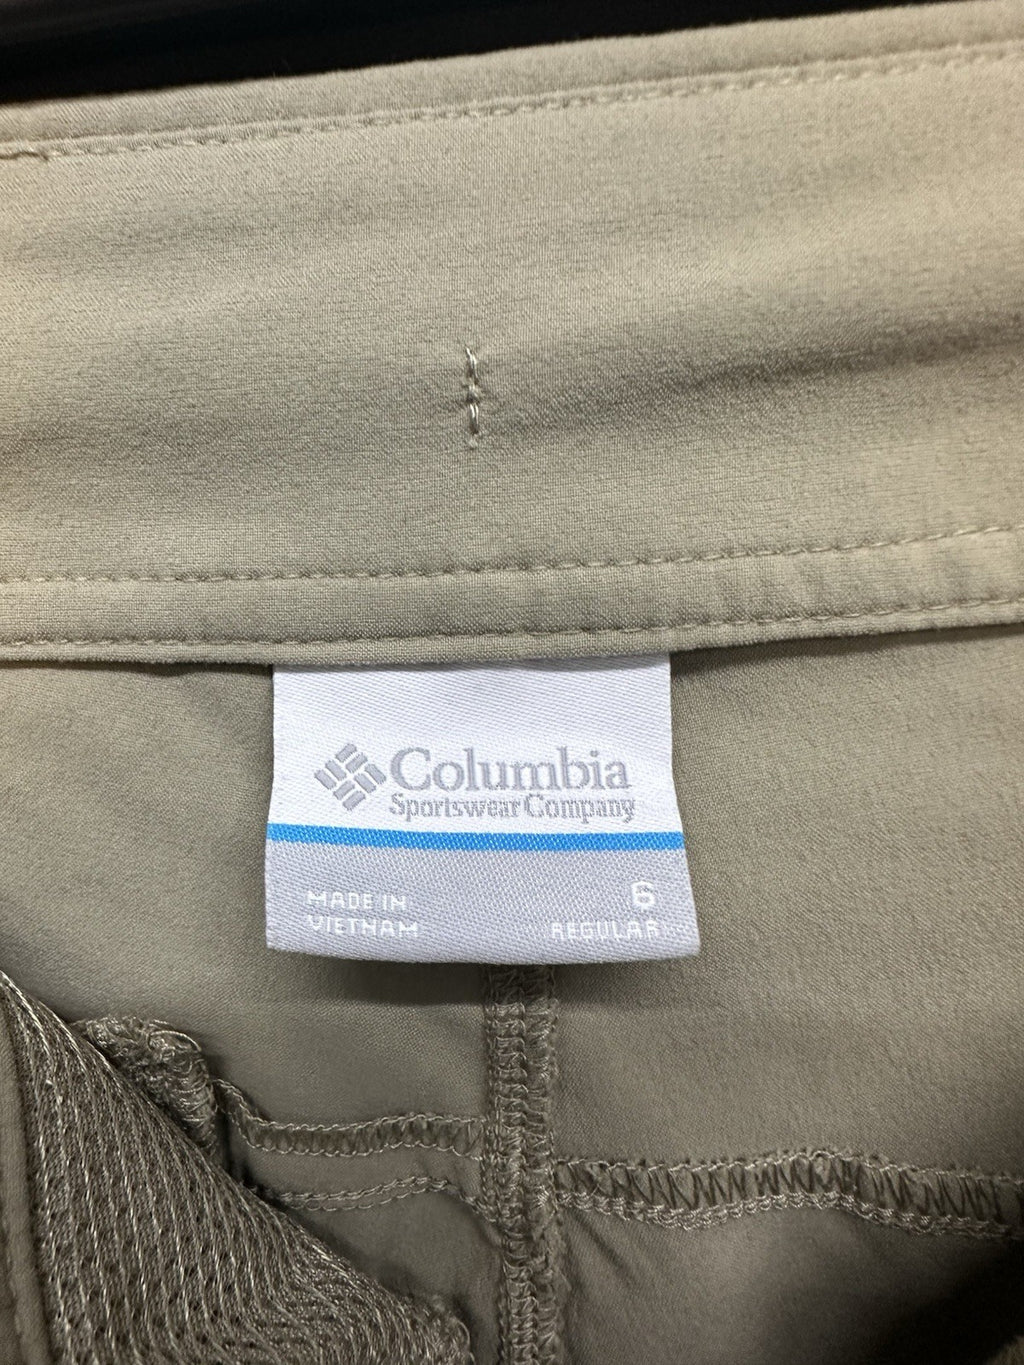 Columbia
Sportswear Company
MADE IN
VIETNAM
6
REGULAR